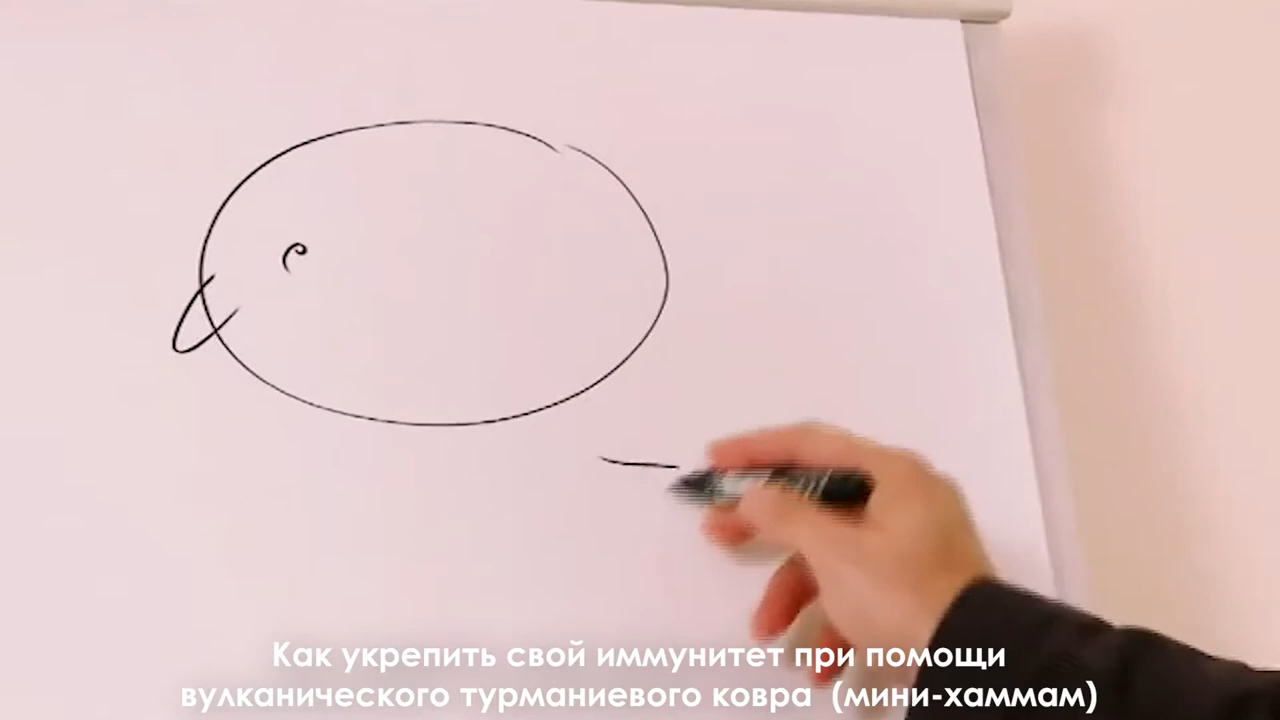 Как укрепить свой иммунитет при помощи
вулканического турманиевого ковра (мини-хаммам)